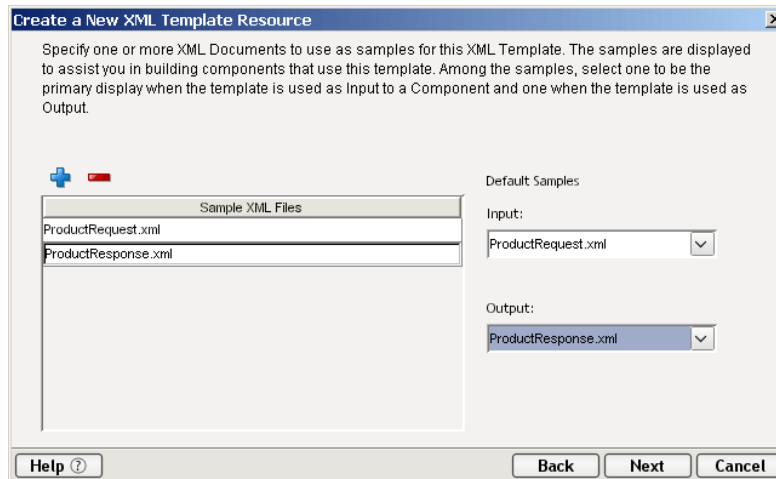 Create a New XML Template Resource
Specify one or more XML Documents to use as samples for this XML Template. The samples are displayed
to assist you in building components that use this template. Among the samples, select one to be the
primary display when the template is used as Input to a Component and one when the template is used as
Output.
Default Samples
Sample XML Files
Input:
ProductRequest.xml
ProductRequest.xml
ProductResponse.xml
Output:
ProductResponse.xml
Help ?
Back
Next
Cancel